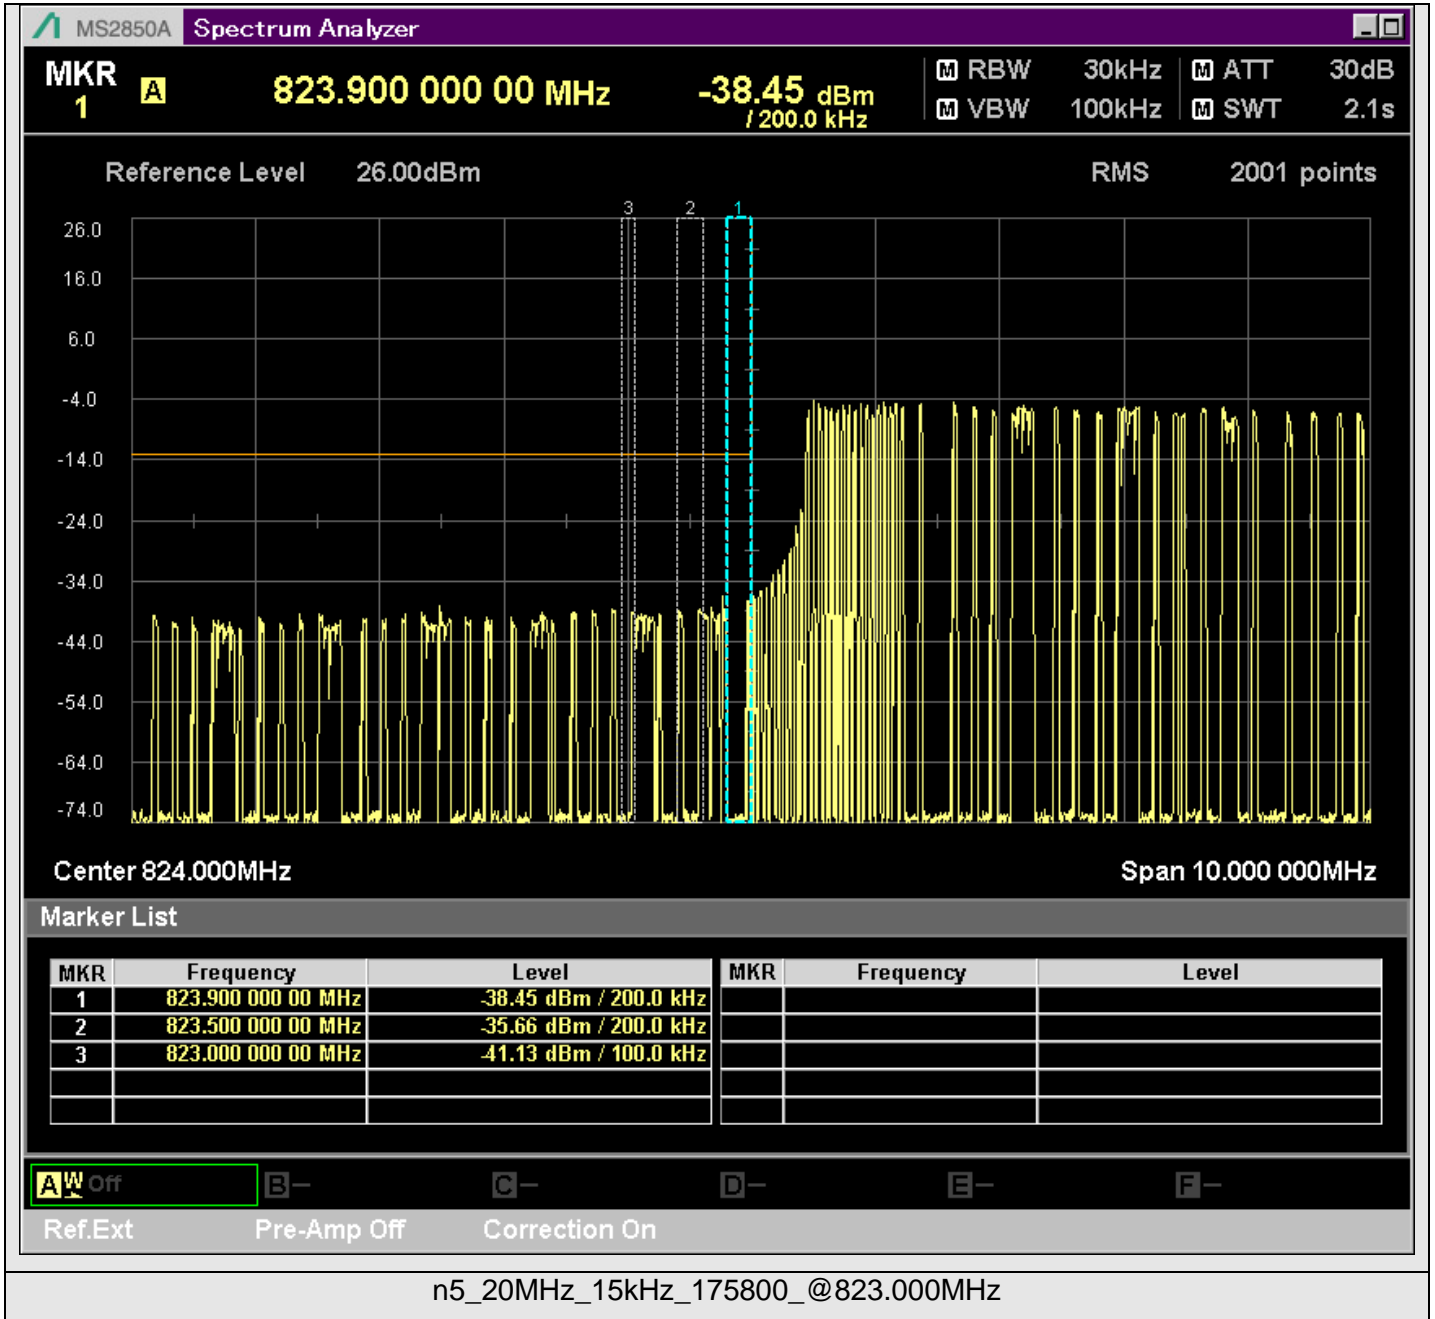 MS2850A Spectrum Analyzer
MKR 1 A 823.900 000 00 MHz -38.45 dBm / 200.0 kHz
M RBW 30kHz M ATT 30dB
M VBW 100kHz M SWT 2.1s
Reference Level 26.00dBm RMS 2001 points
3 2 1
26.0
16.0
6.0
-4.0
-14.0
-24.0
-34.0
-44.0
-54.0
-64.0
-74.0
Center 824.000MHz Span 10.000 000MHz
Marker List
MKR Frequency Level MKR Frequency Level
1 823.900 000 00 MHz -38.45 dBm / 200.0 kHz
2 823.500 000 00 MHz -35.66 dBm / 200.0 kHz
3 823.000 000 00 MHz -41.13 dBm / 100.0 kHz
A W Off B — C — D — E — F —
Ref.Ext Pre-Amp Off Correction On
n5_20MHz_15kHz_175800_@823.000MHz